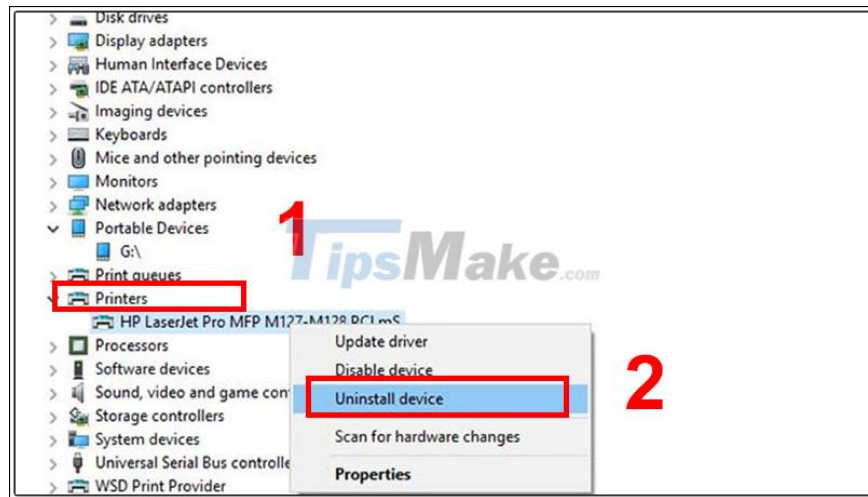 Disk drives
Display adapters
Human Interface Devices
IDE ATA/ATAPI controllers
Imaging devices
Keyboards
Mice and other pointing devices
Monitors
Network adapters
1
Portable Devices
G:\
TipsMake.com
Print queues
Printers
HP LaserJet Pro MFP M127-M128 PCLmS
Processors
Software devices
Sound, video and game con
Storage controllers
System devices
Universal Serial Bus controlle
WSD Print Provider
Update driver
Disable device
Uninstall device
2
Scan for hardware changes
Properties